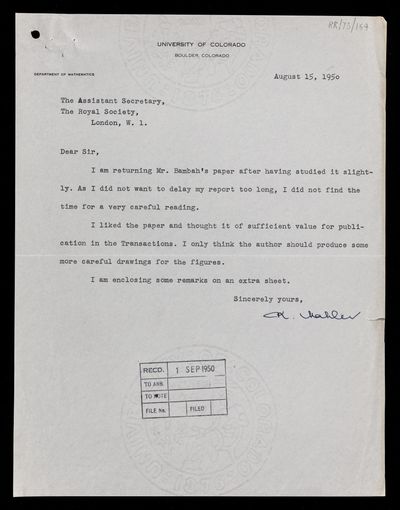 RR/75/159
UNIVERSITY OF COLORADO
BOULDER, COLORADO
DEPARTMENT OF MATHEMATICS
August 15, 1950
The Assistant Secretary,
The Royal Society,
London, W. 1.
Dear Sir,
I am returning Mr. Bambah's paper after having studied it slight-
ly. As I did not want to delay my report too long, I did not find the
time for a very careful reading.
I liked the paper and thought it of sufficient value for publi-
cation in the Transactions. I only think the author should produce some
more careful drawings for the figures.
I am enclosing some remarks on an extra sheet.
Sincerely yours,
K. Mahler
RECD. 1 SEP 1950
TO ANR.
TO NOTE
FILE No. FILED